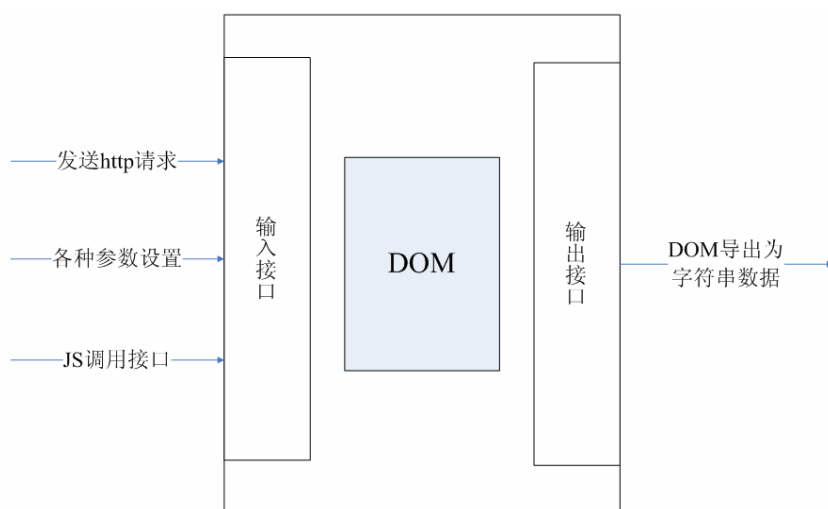 发送http请求
各种参数设置
JS调用接口
输入接口
DOM
输出接口
DOM导出为
字符串数据